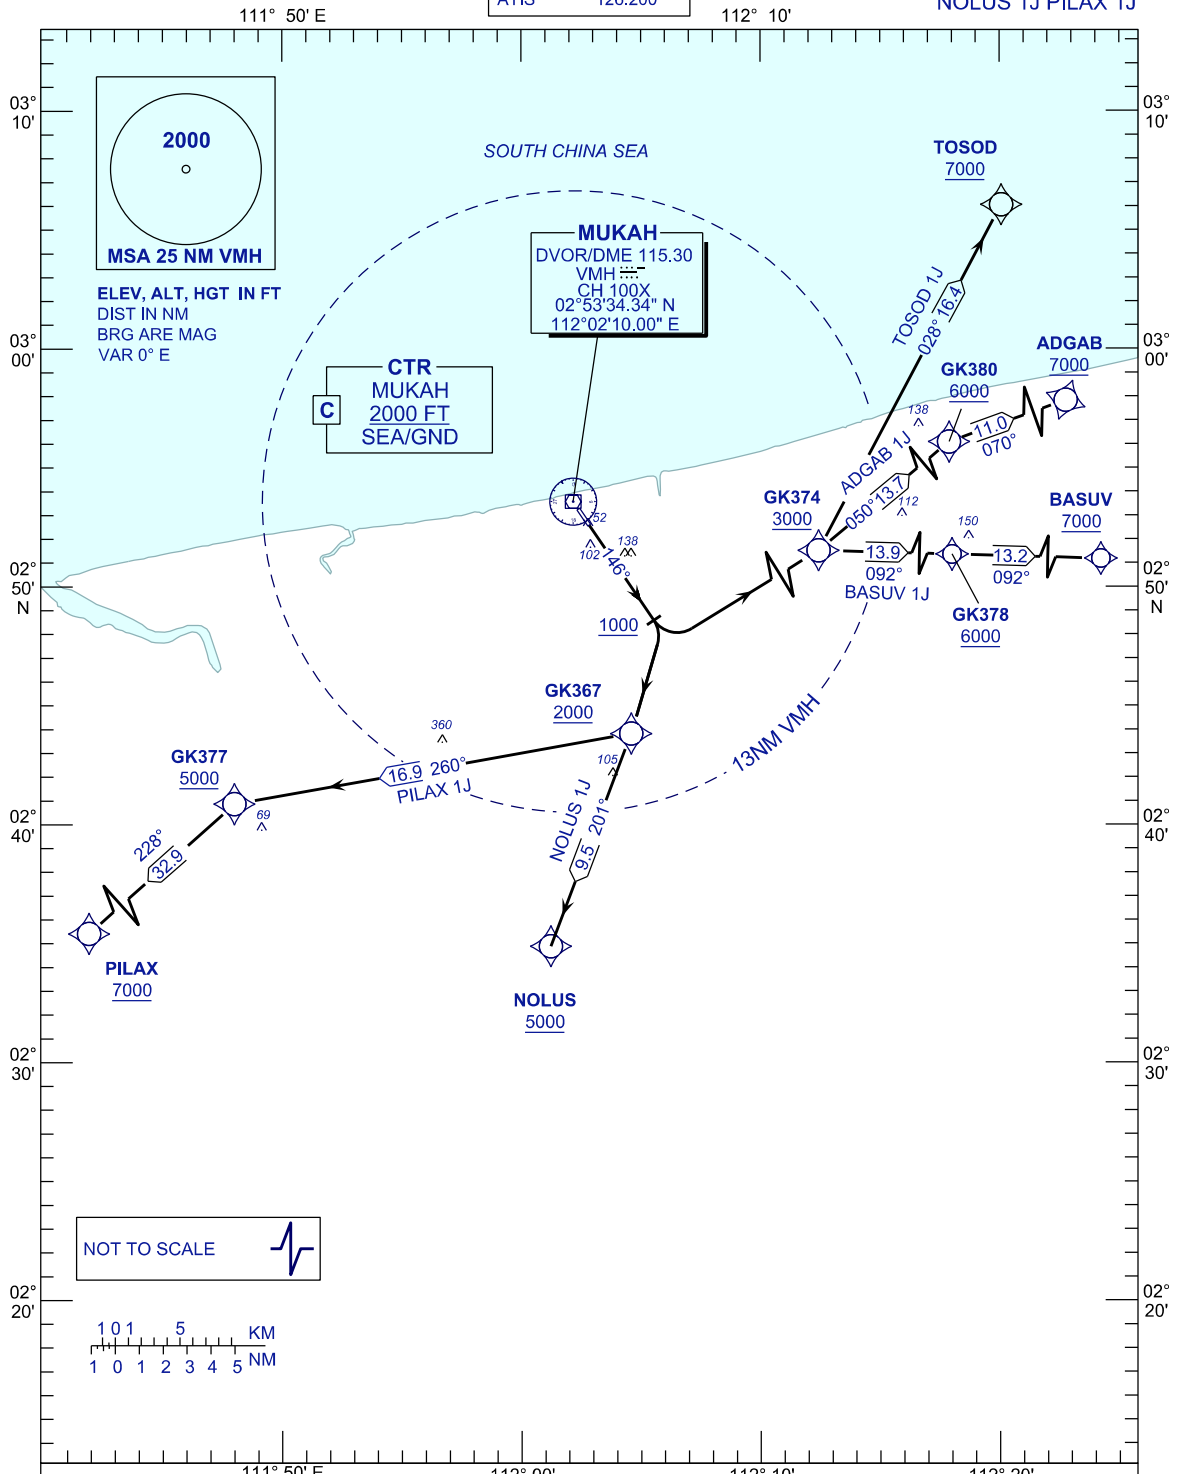 ATIS 126.200
NOLUS 1J PILAX 1J
111° 50' E
112° 10'
03°
10'
03°
10'
2000
MSA 25 NM VMH
SOUTH CHINA SEA
TOSOD
7000
MUKAH
DVOR/DME 115.30
VMH
CH 100X
02°53'34.34" N
112°02'10.00" E
ELEV, ALT, HGT IN FT
DIST IN NM
BRG ARE MAG
VAR 0° E
03°
00'
03°
00'
TOSOD 1J
028° 16.4
CTR
MUKAH
2000 FT
SEA/GND
C
GK380
6000
ADGAB
7000
138
11.0
070°
ADGAB 1J
050° 13.7
112
GK374
3000
BASUV
7000
150
152
102
138
146°
13.9
092°
BASUV 1J
13.2
092°
GK378
6000
02°
50'
N
02°
50'
N
1000
GK367
2000
13NM VMH
360
105
GK377
5000
16.9 260°
PILAX 1J
69
NOLUS 1J
9.5 201°
228°
32.9
02°
40'
02°
40'
PILAX
7000
NOLUS
5000
02°
30'
02°
30'
NOT TO SCALE
02°
20'
02°
20'
1 0 1 5 KM
1 0 1 2 3 4 5 NM
111° 50' E
112° 00'
112° 10'
112° 20'